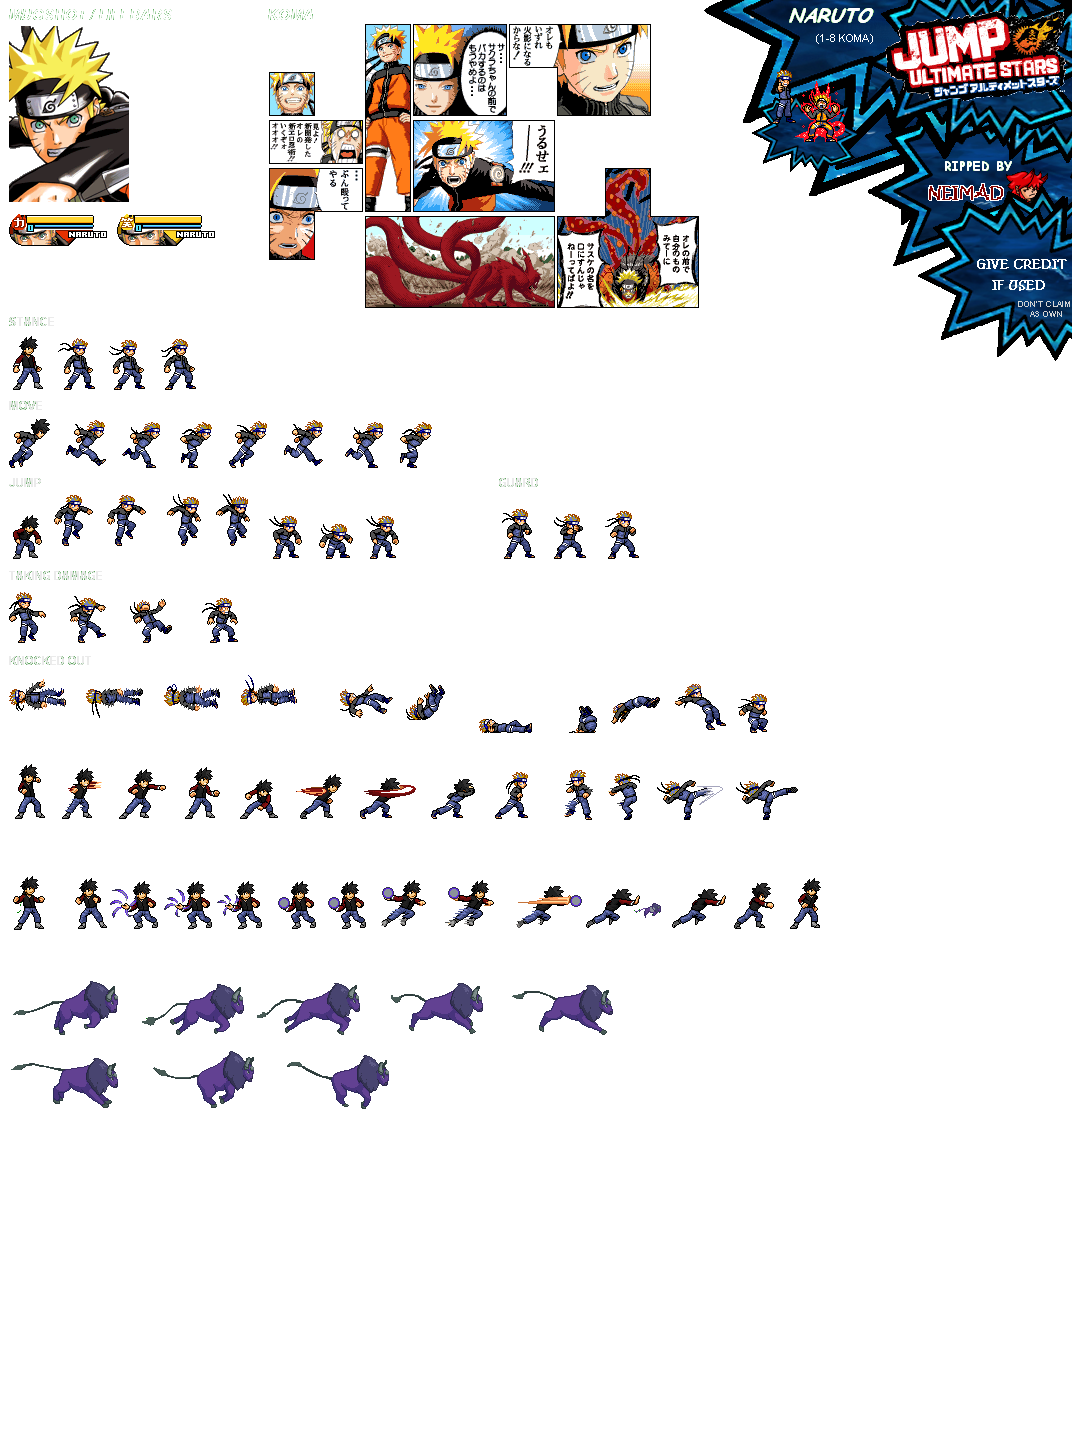 MUGSHOT/LIFEBARS
KOMA
NARUTO
(1-8 KOMA)
JUMP
ULTIMATE STARS
ジャンプ アルティメットスターズ
オレも
いずれ
火影になる
からな!
サ・・・
サクラちゃんの前で
バカするのは
もうやめよ・・・
見よ!
新開発した
オレの
新エロ忍術!!
いくぞォ
オオオ!!
うるせェ
!!!
・・・
ぶん殴って
やる
オレの前で
自分のもの
みてーに
サスケの名を
口にすんじゃ
ねーってばよ!!
NARUTO
NARUTO
RIPPED BY
NEIMAD
GIVE CREDIT
IF USED
DON'T CLAIM
AS OWN
STANCE
MOVE
JUMP
GUARD
TAKING DAMAGE
KNOCKED OUT